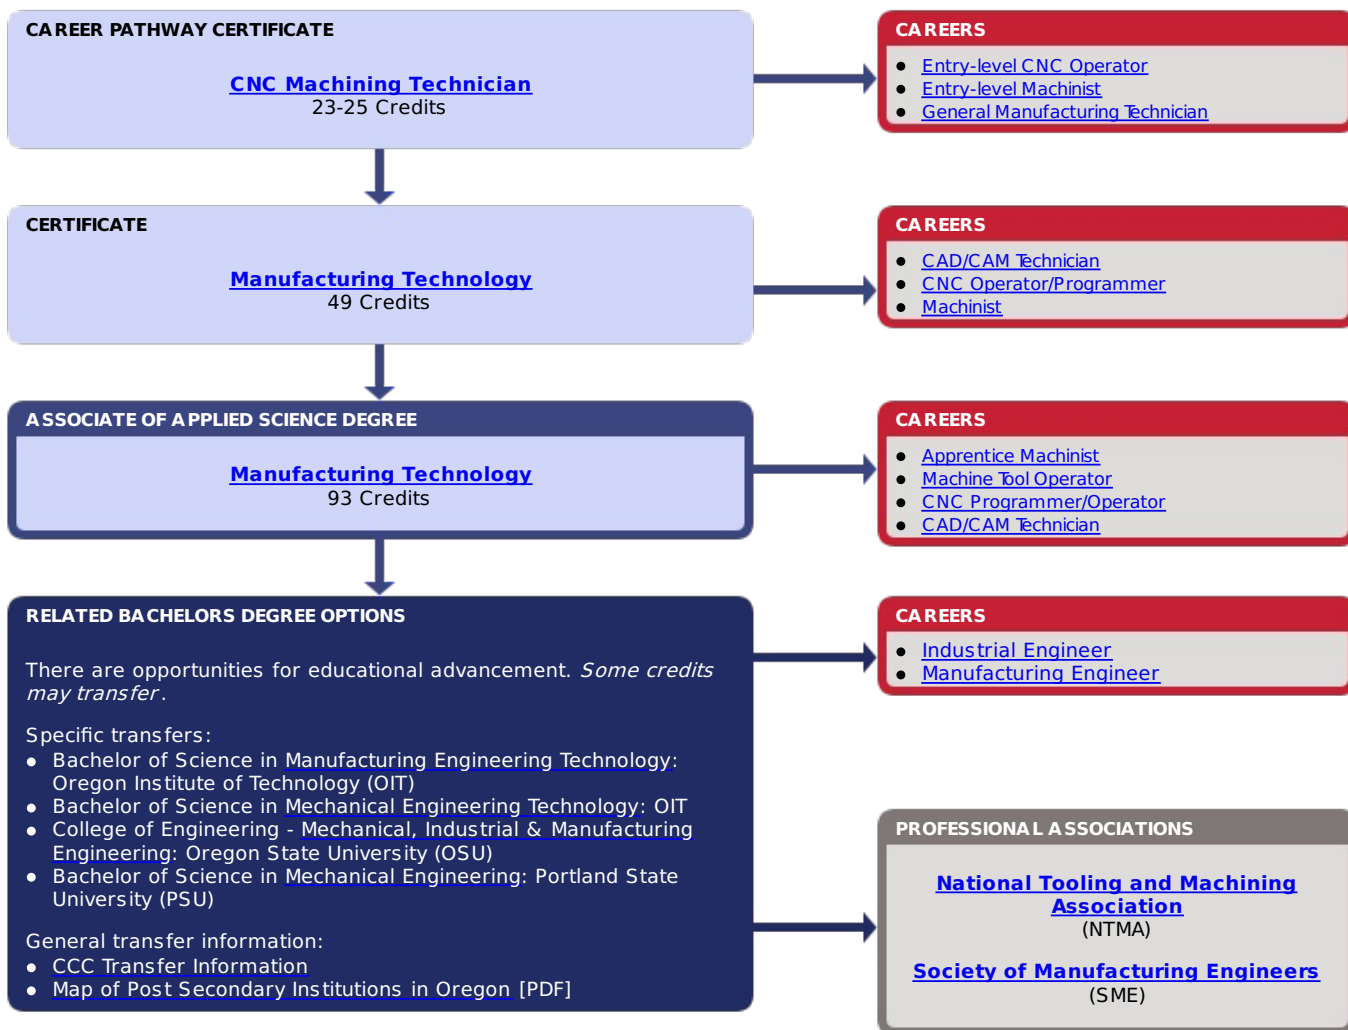 CAREER PATHWAY CERTIFICATE
CNC Machining Technician
23-25 Credits
CAREERS
● Entry-level CNC Operator
● Entry-level Machinist
● General Manufacturing Technician
CERTIFICATE
Manufacturing Technology
49 Credits
CAREERS
● CAD/CAM Technician
● CNC Operator/Programmer
● Machinist
ASSOCIATE OF APPLIED SCIENCE DEGREE
Manufacturing Technology
93 Credits
CAREERS
● Apprentice Machinist
● Machine Tool Operator
● CNC Programmer/Operator
● CAD/CAM Technician
RELATED BACHELORS DEGREE OPTIONS
There are opportunities for educational advancement. Some credits
may transfer.
Specific transfers:
● Bachelor of Science in Manufacturing Engineering Technology:
Oregon Institute of Technology (OIT)
● Bachelor of Science in Mechanical Engineering Technology: OIT
● College of Engineering - Mechanical, Industrial & Manufacturing
Engineering: Oregon State University (OSU)
● Bachelor of Science in Mechanical Engineering: Portland State
University (PSU)
General transfer information:
● CCC Transfer Information
● Map of Post Secondary Institutions in Oregon [PDF]
CAREERS
● Industrial Engineer
● Manufacturing Engineer
PROFESSIONAL ASSOCIATIONS
National Tooling and Machining
Association
(NTMA)
Society of Manufacturing Engineers
(SME)